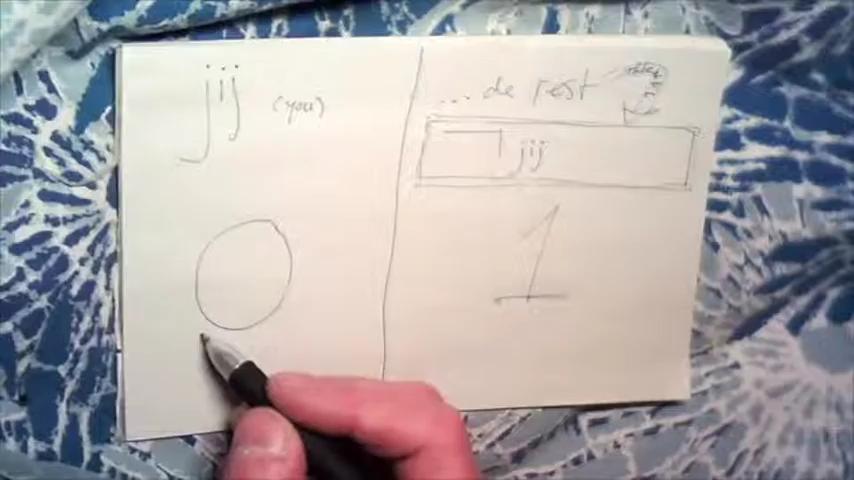 jij (you)
... de rest
¬ jij
0
1